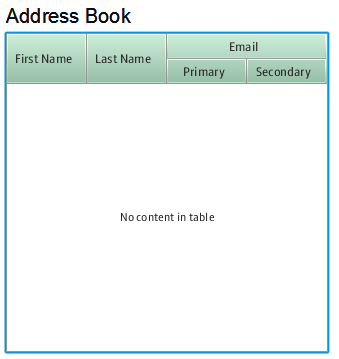 Address Book
First Name
Last Name
Email
Primary
Secondary
No content in table